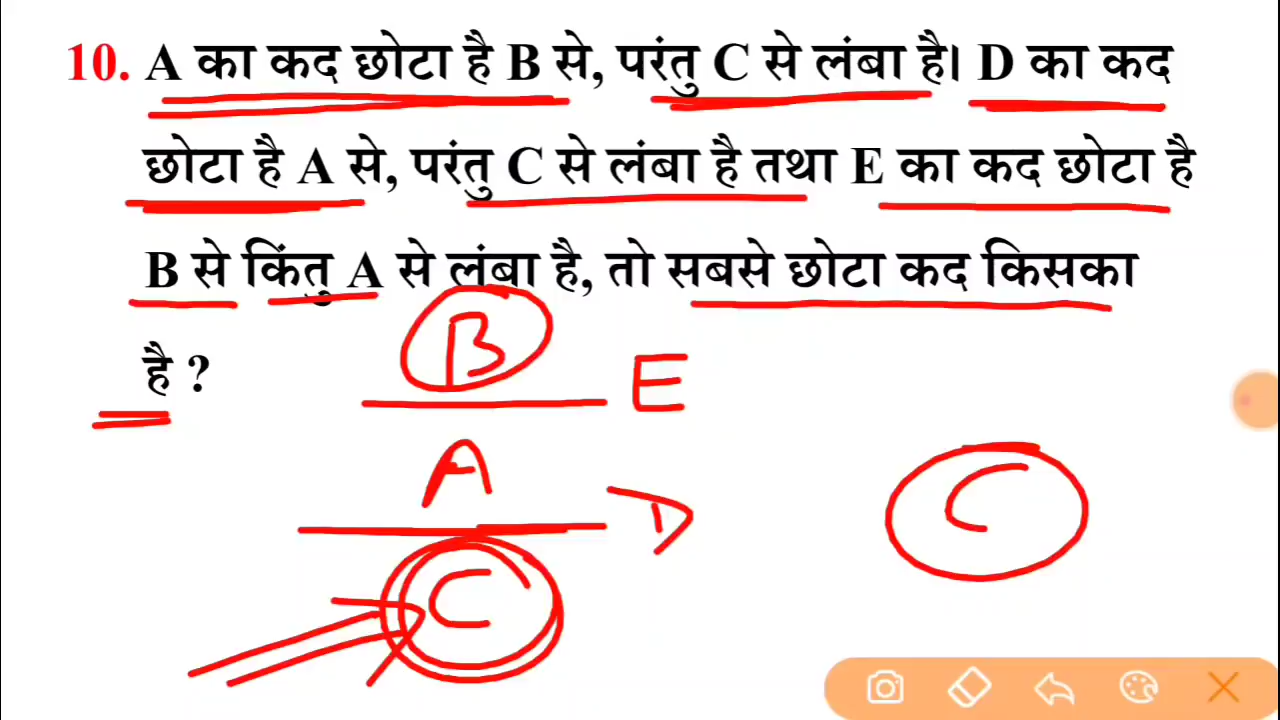 10. A का कद छोटा है B से, परंतु C से लंबा है। D का कद
छोटा है A से, परंतु C से लंबा है तथा E का कद छोटा है
B से किंतु A से लंबा है, तो सबसे छोटा कद किसका
है ?
B
E
A
D
C
C